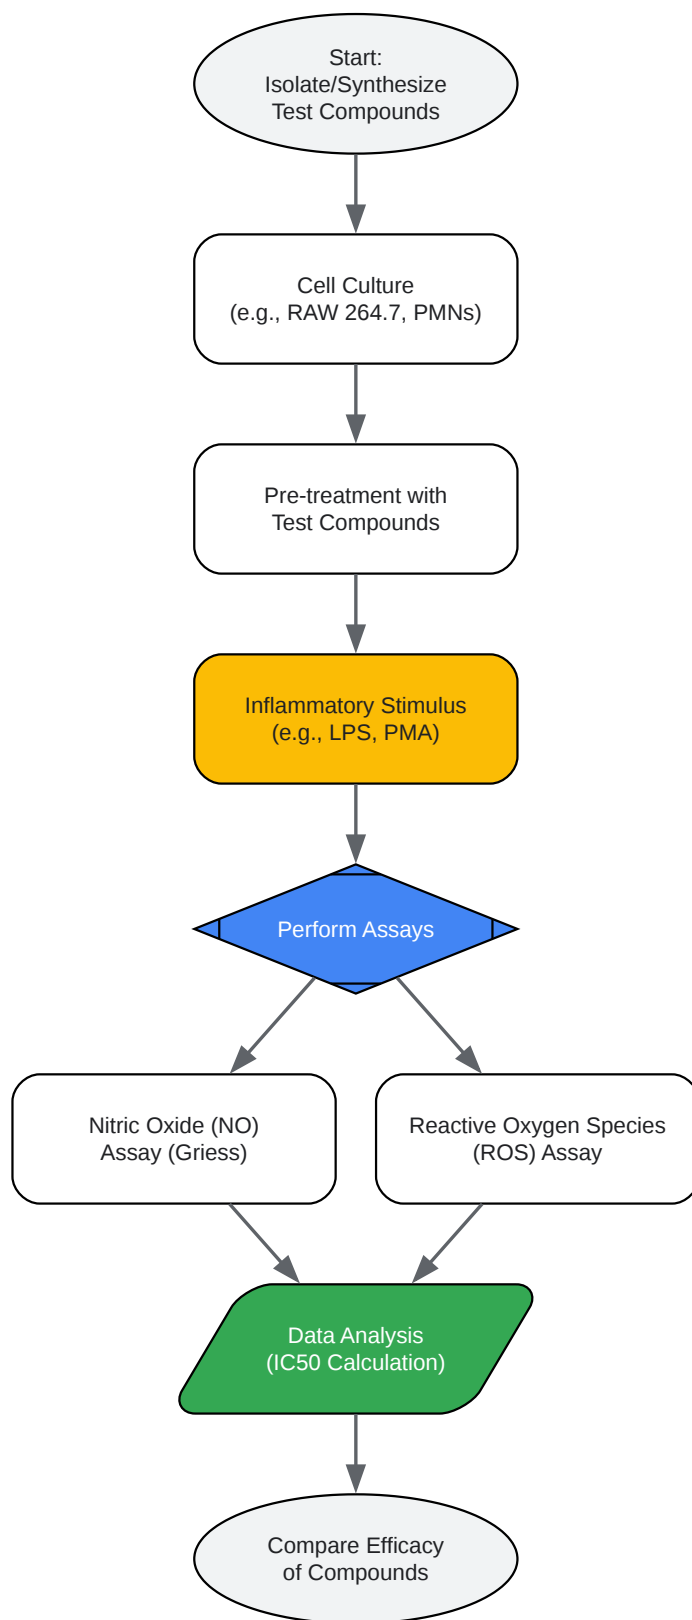 Start:
Isolate/Synthesize
Test Compounds
Cell Culture
(e.g., RAW 264.7, PMNs)
Pre-treatment with
Test Compounds
Inflammatory Stimulus
(e.g., LPS, PMA)
Perform Assays
Nitric Oxide (NO)
Assay (Griess)
Reactive Oxygen Species
(ROS) Assay
Data Analysis
(IC50 Calculation)
Compare Efficacy
of Compounds